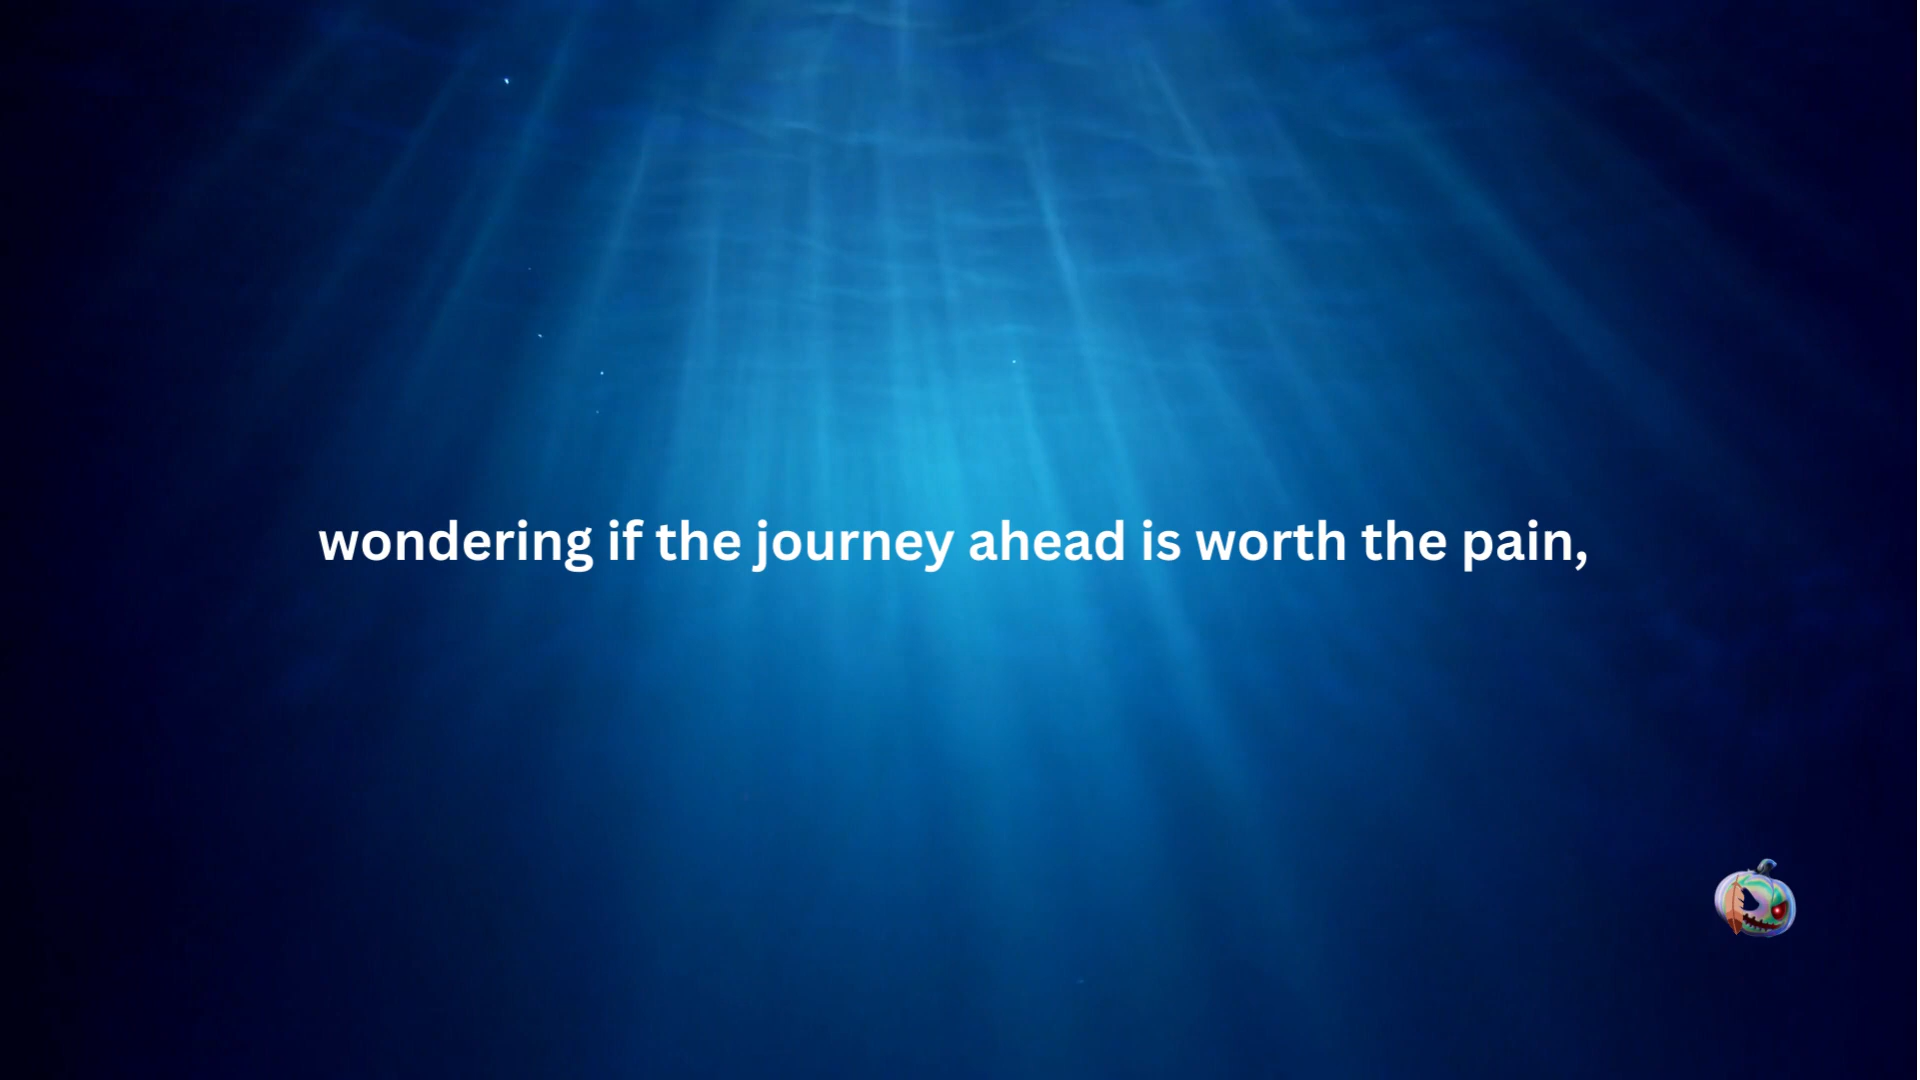 wondering if the journey ahead is worth the pain,